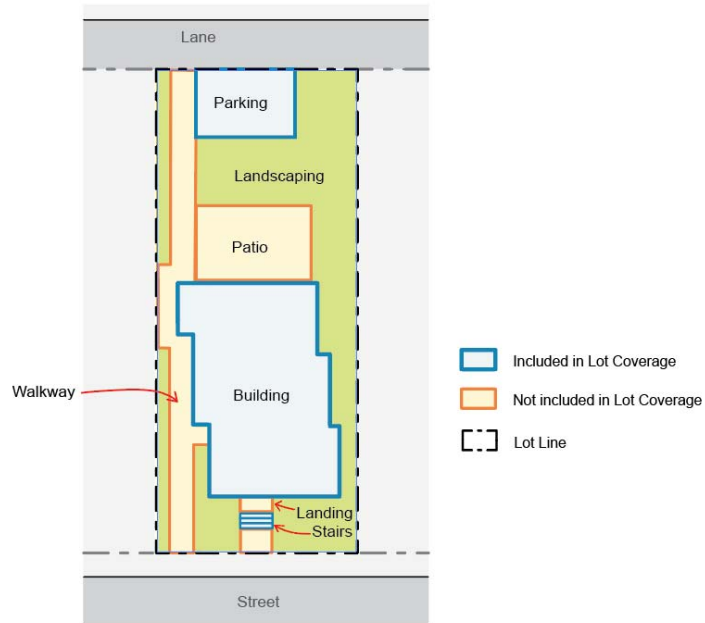 Lane
Parking
Landscaping
Patio
Included in Lot Coverage
Walkway
Building
Not included in Lot Coverage
Lot Line
Landing
Stairs
Street